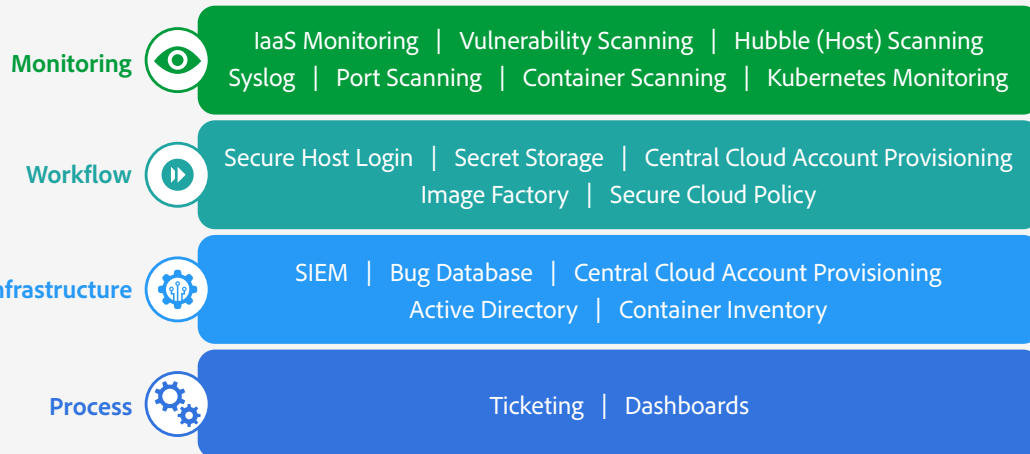 Monitoring
IaaS Monitoring | Vulnerability Scanning | Hubble (Host) Scanning
Syslog | Port Scanning | Container Scanning | Kubernetes Monitoring
Workflow
Secure Host Login | Secret Storage | Central Cloud Account Provisioning
Image Factory | Secure Cloud Policy
nfrastructure
SIEM | Bug Database | Central Cloud Account Provisioning
Active Directory | Container Inventory
Process
Ticketing | Dashboards